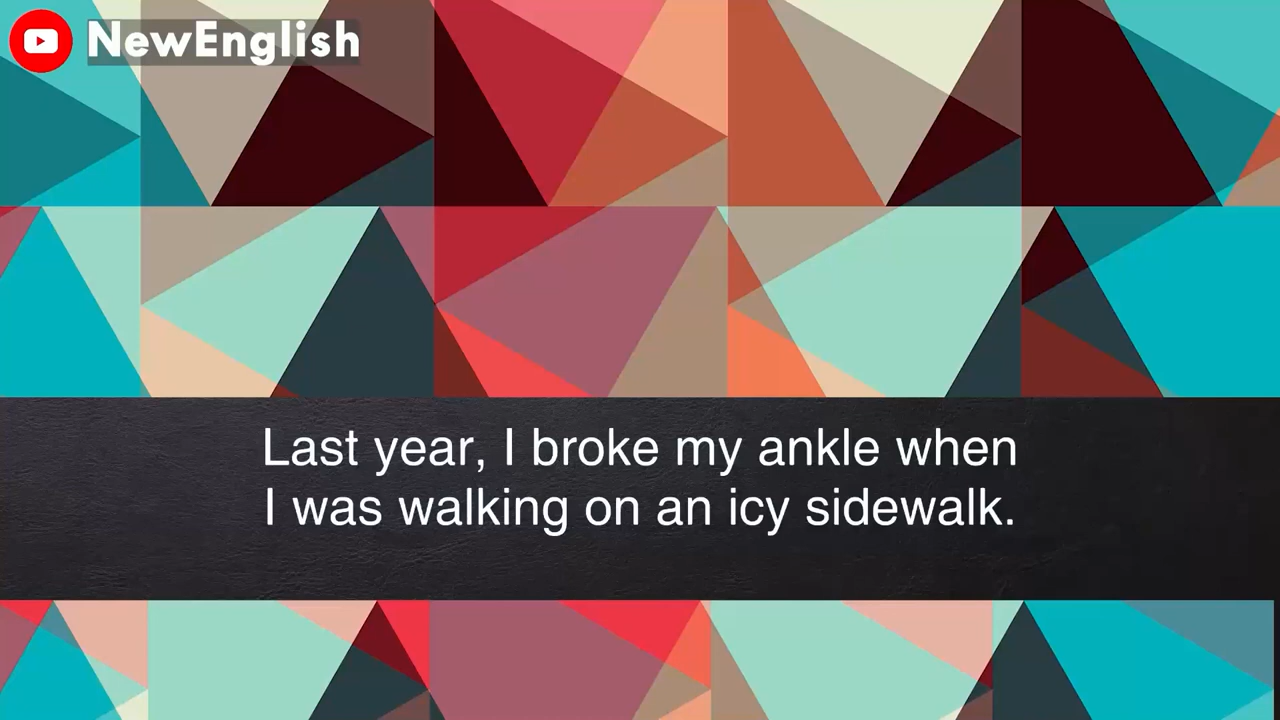 NewEnglish
Last year, I broke my ankle when
I was walking on an icy sidewalk.